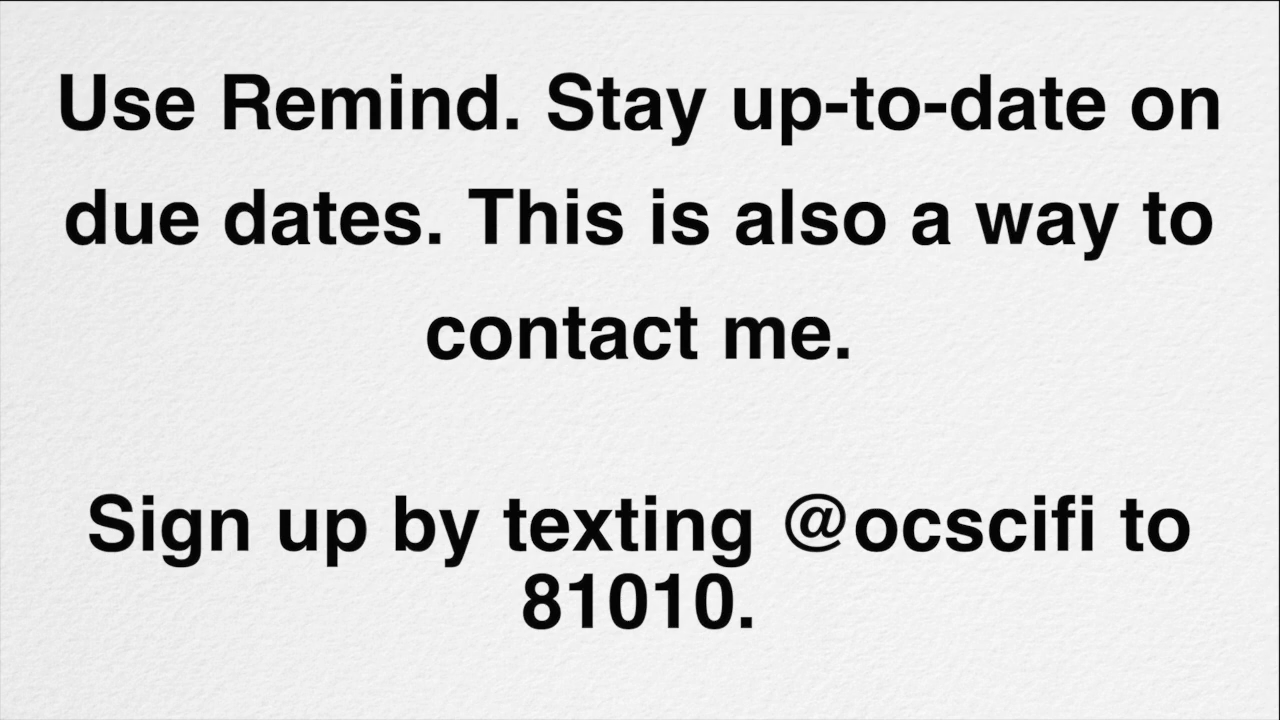 Use Remind. Stay up-to-date on
due dates. This is also a way to
contact me.
Sign up by texting @ocscifi to
81010.